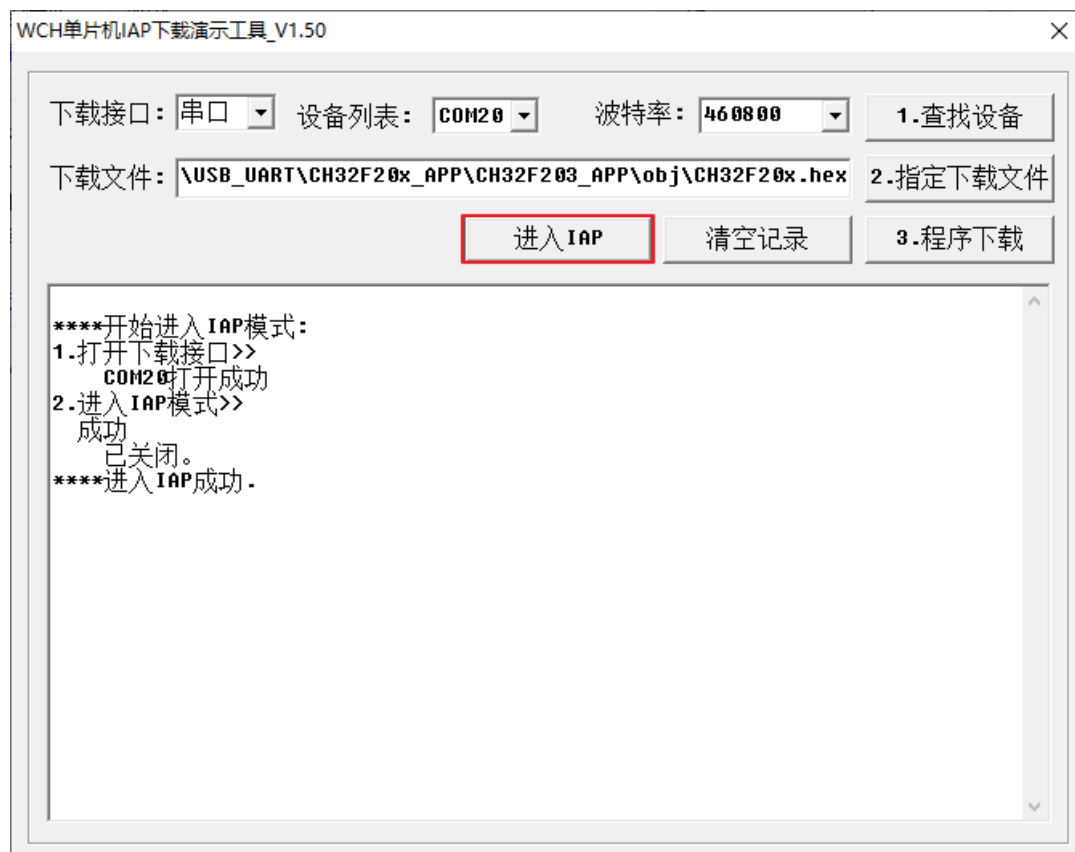 WCH单片机IAP下载演示工具_V1.50
下载接口: 串口 设备列表: COM20 波特率: 460800 1.查找设备
下载文件: \USB_UART\CH32F20x_APP\CH32F203_APP\obj\CH32F20x.hex 2.指定下载文件
进入IAP 清空记录 3.程序下载
****开始进入IAP模式:
1.打开下载接口>>
COM20打开成功
2.进入IAP模式>>
成功
已关闭。
****进入IAP成功.